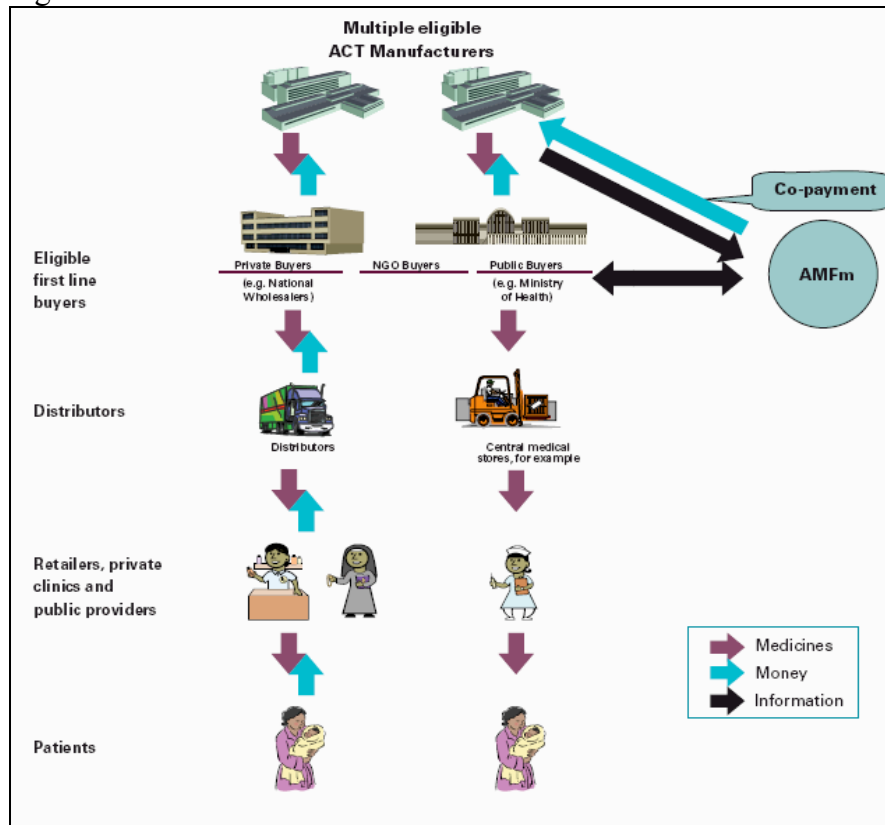 Multiple eligible
ACT Manufacturers
Co-payment
AMFm
Eligible
first line
buyers
Private Buyers
(e.g. National
Wholesalers)
NGO Buyers
Public Buyers
(e.g. Ministry
of Health)
Distributors
Distributors
Central medical
stores, for example
Retailers, private
clinics and
public providers
Medicines
Money
Information
Patients